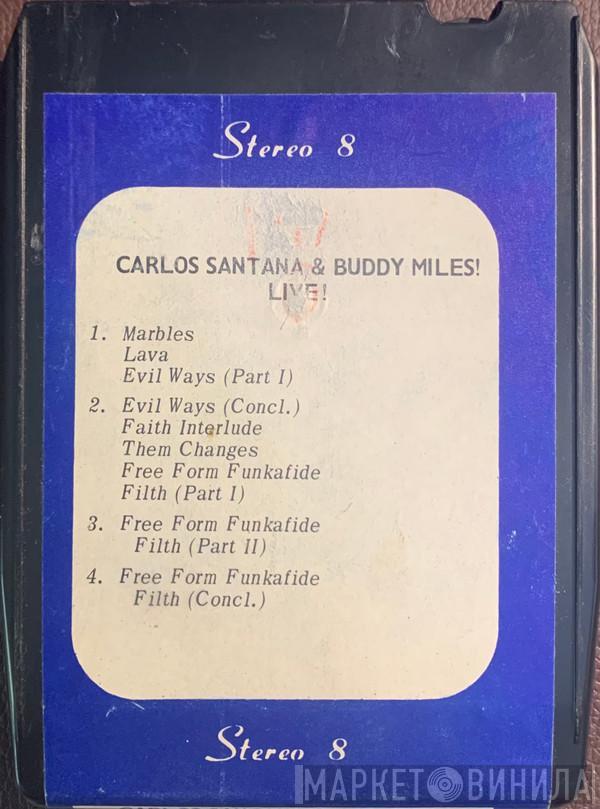 Stereo 8
CARLOS SANTANA & BUDDY MILES!
LIVE!
1. Marbles
Lava
Evil Ways (Part I)
2. Evil Ways (Concl.)
Faith Interlude
Them Changes
Free Form Funkafide
Filth (Part I)
3. Free Form Funkafide
Filth (Part II)
4. Free Form Funkafide
Filth (Concl.)
Stereo 8
МАРКЕТ ВИНИЛА